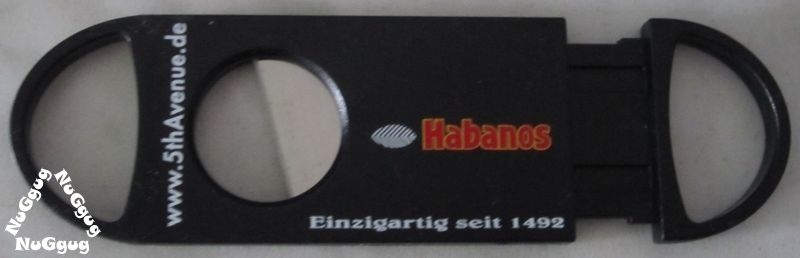 www.5thAvenue.de
Habanos
Einzigartig seit 1492
NuGgug
NuGgug
NuGgug